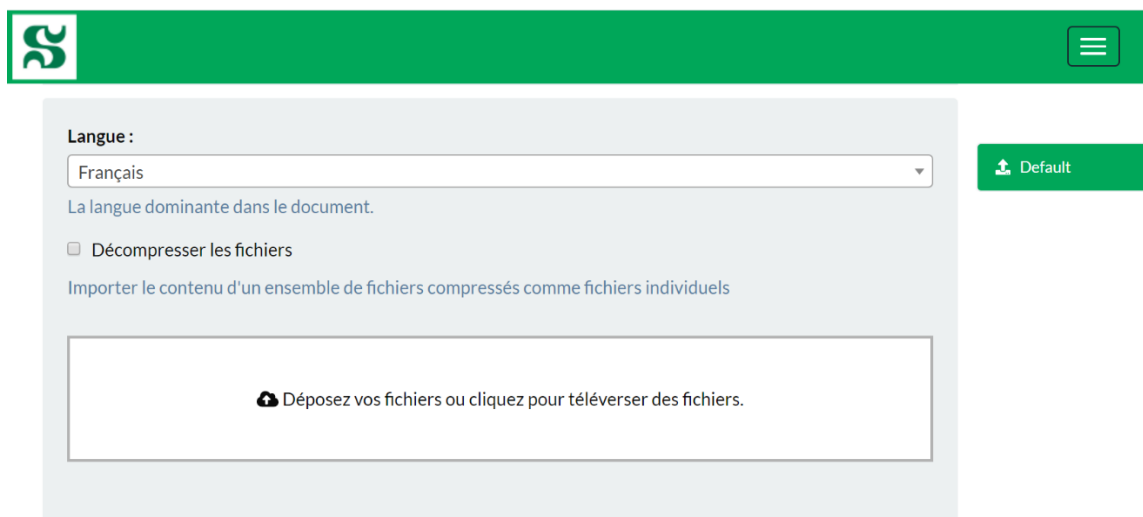 Langue :
Français
La langue dominante dans le document.
Décompresser les fichiers
Importer le contenu d'un ensemble de fichiers compressés comme fichiers individuels
Déposez vos fichiers ou cliquez pour téléverser des fichiers.
Default